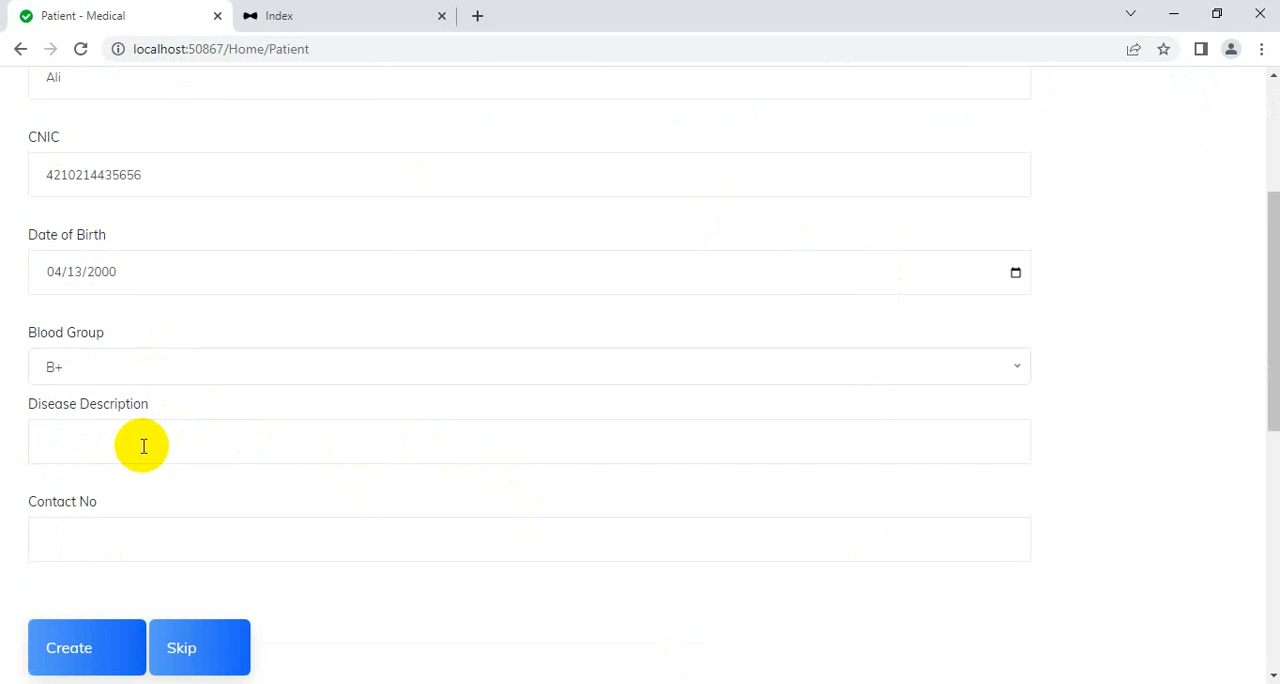 Patient - Medical
Index
localhost:50867/Home/Patient
Ali
CNIC
4210214435656
Date of Birth
04/13/2000
Blood Group
B+
Disease Description
Contact No
Create
Skip